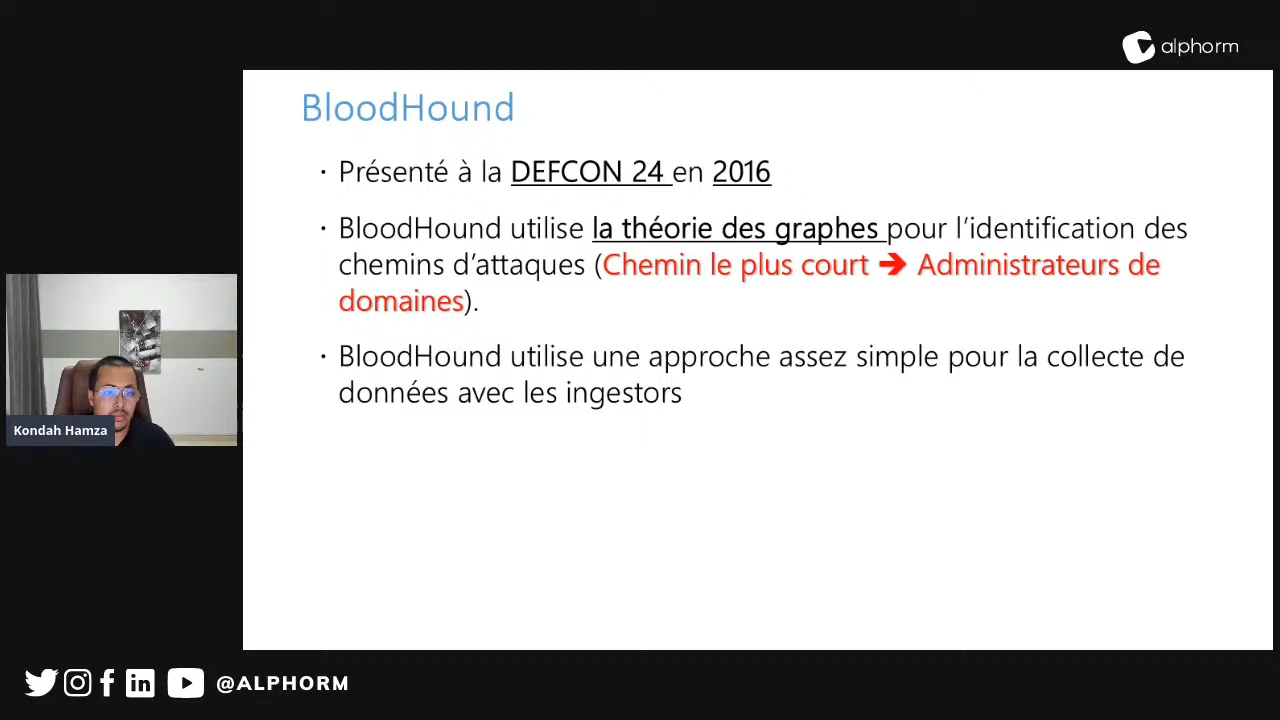 alphorm
BloodHound
• Présenté à la DEFCON 24 en 2016
• BloodHound utilise la théorie des graphes pour l’identification des
chemins d’attaques (Chemin le plus court ➔ Administrateurs de
domaines).
• BloodHound utilise une approche assez simple pour la collecte de
données avec les ingestors
Kondah Hamza
@ALPHORM